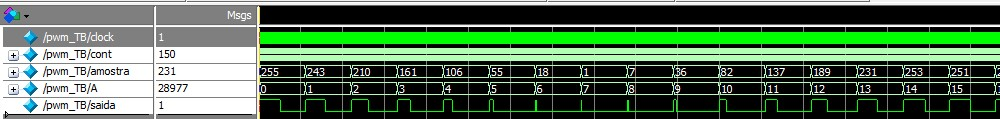 Msgs
/pwm_TB/clock 1
/pwm_TB/cont 150
/pwm_TB/amostra 231 255 243 210 161 106 55 18 1 7 36 82 137 189 231 253 251
/pwm_TB/A 28977 0 1 2 3 4 5 6 7 8 9 10 11 12 13 14 15
/pwm_TB/saida 1